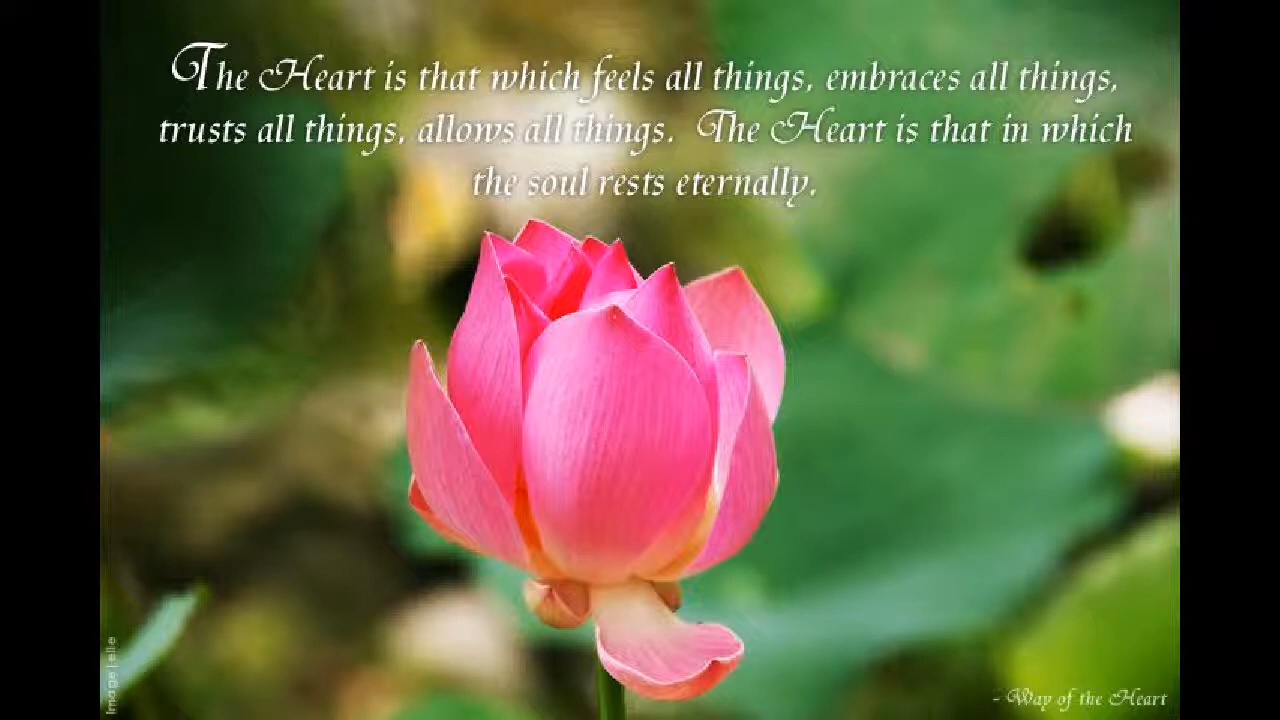 The Heart is that which feels all things, embraces all things,
trusts all things, allows all things. The Heart is that in which
the soul rests eternally.
- Way of the Heart
Image | elle